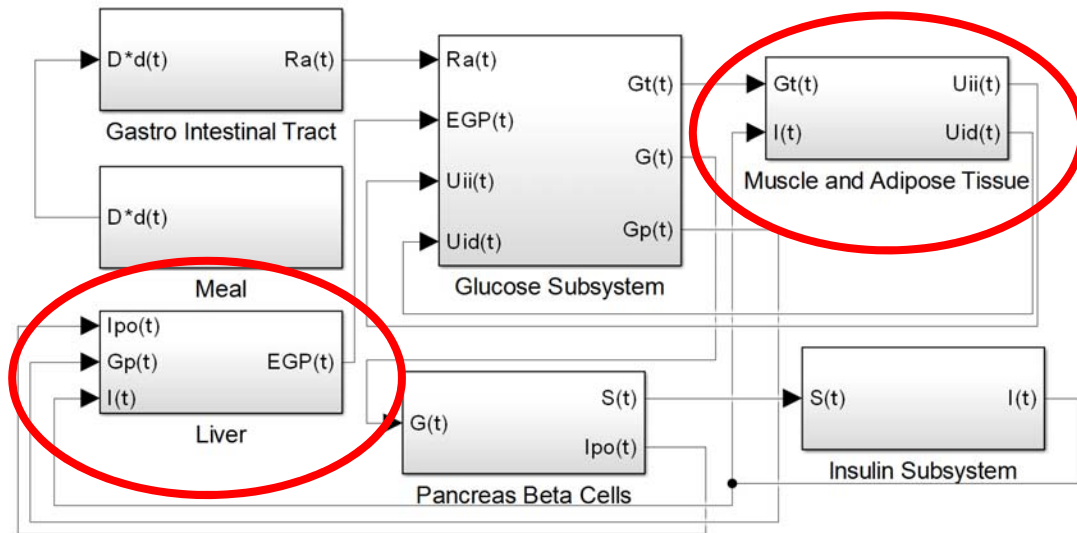 D*d(t)
Ra(t)
Gastro Intestinal Tract
D*d(t)
Meal
Ipo(t)
Gp(t)
I(t)
EGP(t)
Liver
Ra(t)
EGP(t)
Uii(t)
Uid(t)
Gt(t)
G(t)
Gp(t)
Glucose Subsystem
G(t)
S(t)
Ipo(t)
Pancreas Beta Cells
Gt(t)
I(t)
Uii(t)
Uid(t)
Muscle and Adipose Tissue
S(t)
I(t)
Insulin Subsystem